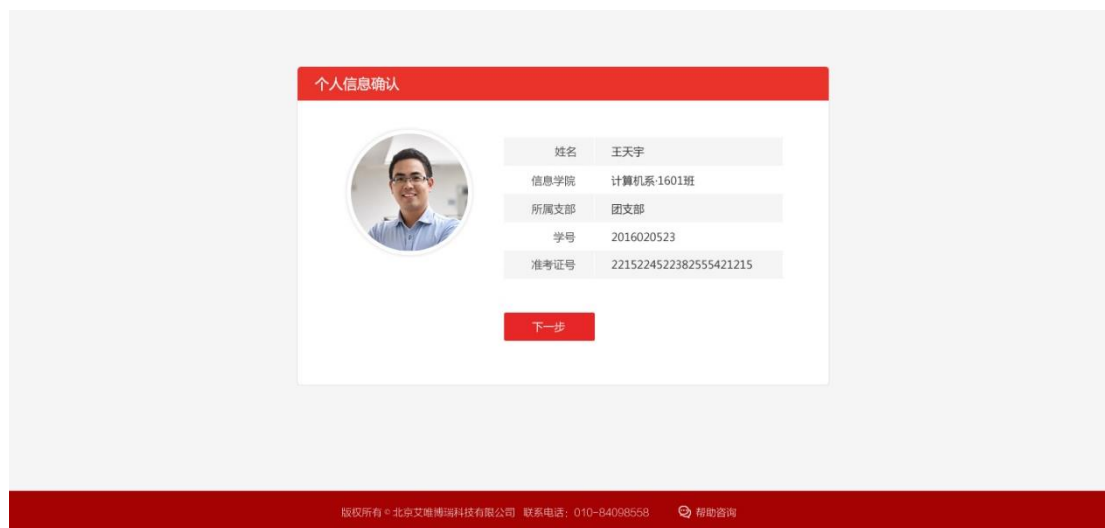 个人信息确认
姓名 王天宇
信息学院 计算机系·1601班
所属支部 团支部
学号 2016020523
准考证号 2215224522382555421215
下一步
版权所有©北京艾唯博瑞科技有限公司 联系电话：010-84098558 帮助咨询